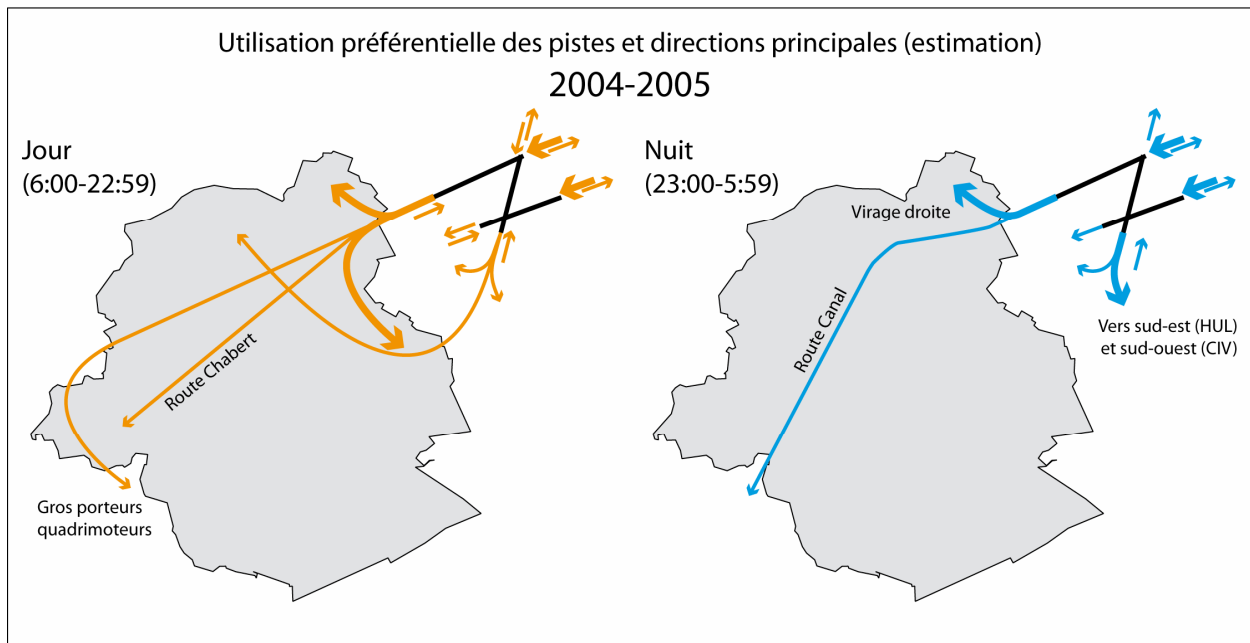 Utilisation préférentielle des pistes et directions principales (estimation)
2004-2005
Jour
(6:00-22:59)
Route Chabert
Gros porteurs
quadrimoteurs
Nuit
(23:00-5:59)
Virage droite
Route Canal
Vers sud-est (HUL)
et sud-ouest (CIV)